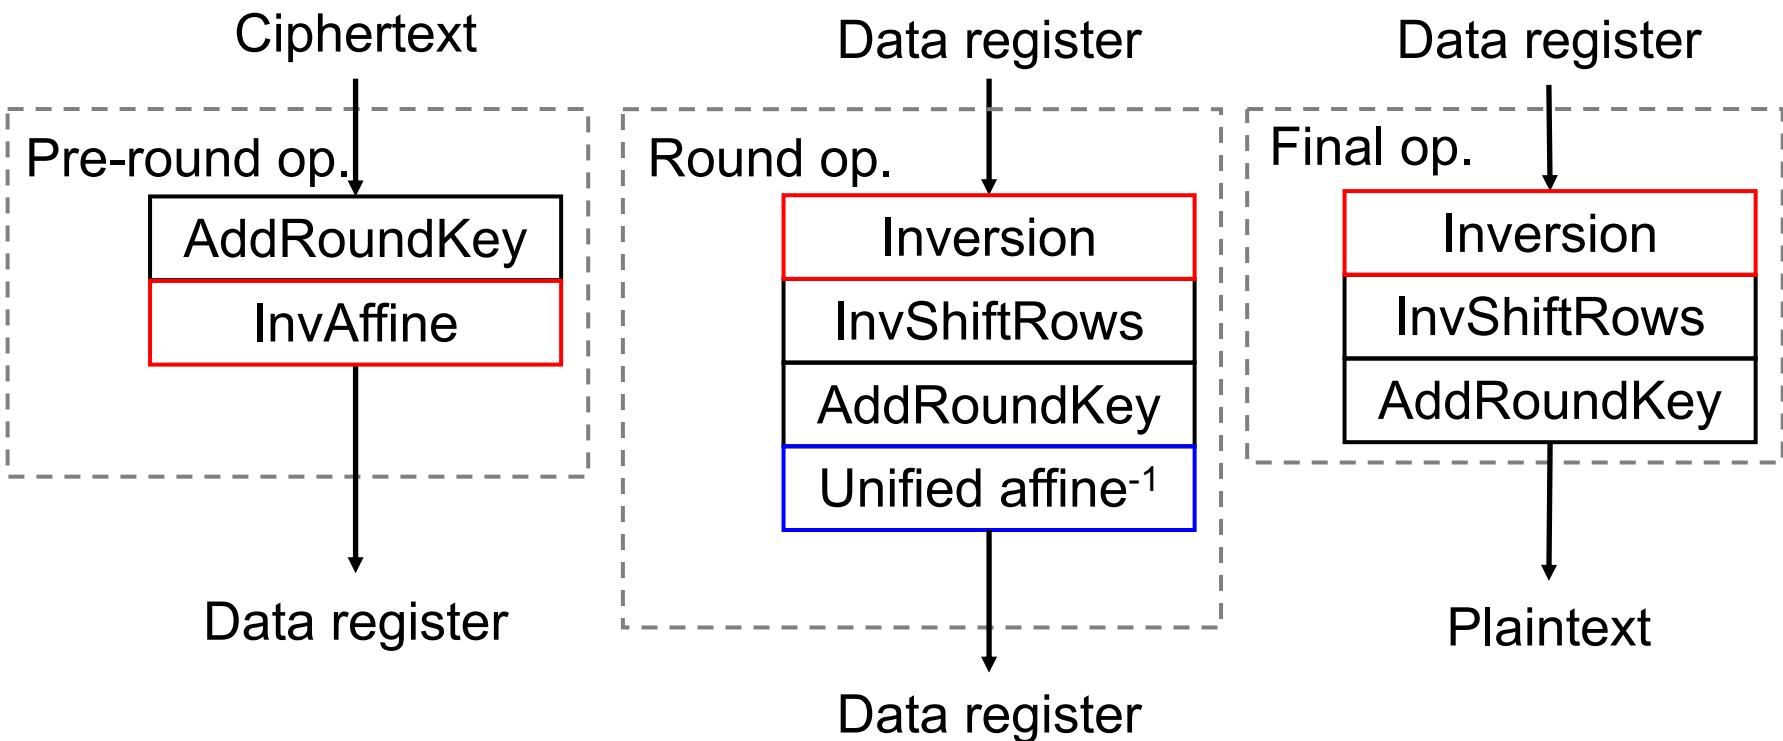 Ciphertext
Pre-round op.
AddRoundKey
InvAffine
Data register
Data register
Round op.
Inversion
InvShiftRows
AddRoundKey
Unified affine⁻¹
Data register
Data register
Final op.
Inversion
InvShiftRows
AddRoundKey
Plaintext